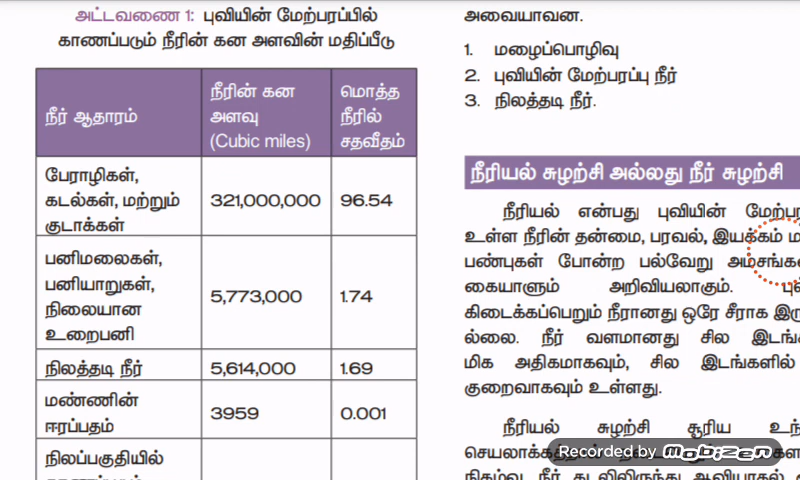 அட்டவணை 1: புவியின் மேற்பரப்பில்
காணப்படும் நீரின் கன அளவின் மதிப்பீடு
நீர் ஆதாரம்
நீரின் கன
அளவு
(Cubic miles)
மொத்த
நீரில்
சதவீதம்
பேராழிகள்,
கடல்கள், மற்றும்
குடாக்கள்
321,000,000
96.54
பனிமலைகள்,
பனியாறுகள்,
நிலையான
உறைபனி
5,773,000
1.74
நிலத்தடி நீர்
5,614,000
1.69
மண்ணின்
ஈரப்பதம்
3959
0.001
நிலப்பகுதியில்
அவையாவன.
1. மழைப்பொழிவு
2. புவியின் மேற்பரப்பு நீர்
3. நிலத்தடி நீர்.
நீரியல் சுழற்சி அல்லது நீர் சுழற்சி
நீரியல் என்பது புவியின்
உள்ள நீரின் தன்மை, பரவல், இயக்கம்
பண்புகள் போன்ற பல்வேறு
கையாளும் அறிவியலாகும்.
கிடைக்கப்பெறும் நீரானது ஒரே சீராக
ல்லை. நீர் வளமானது சில
மிக அதிகமாகவும், சில இடங்களில்
குறைவாகவும் உள்ளது.
நீரியல் சுழற்சி சூரிய
Recorded by Mobizen
நீர் கடலிலிருந்து ஆவியாதல்